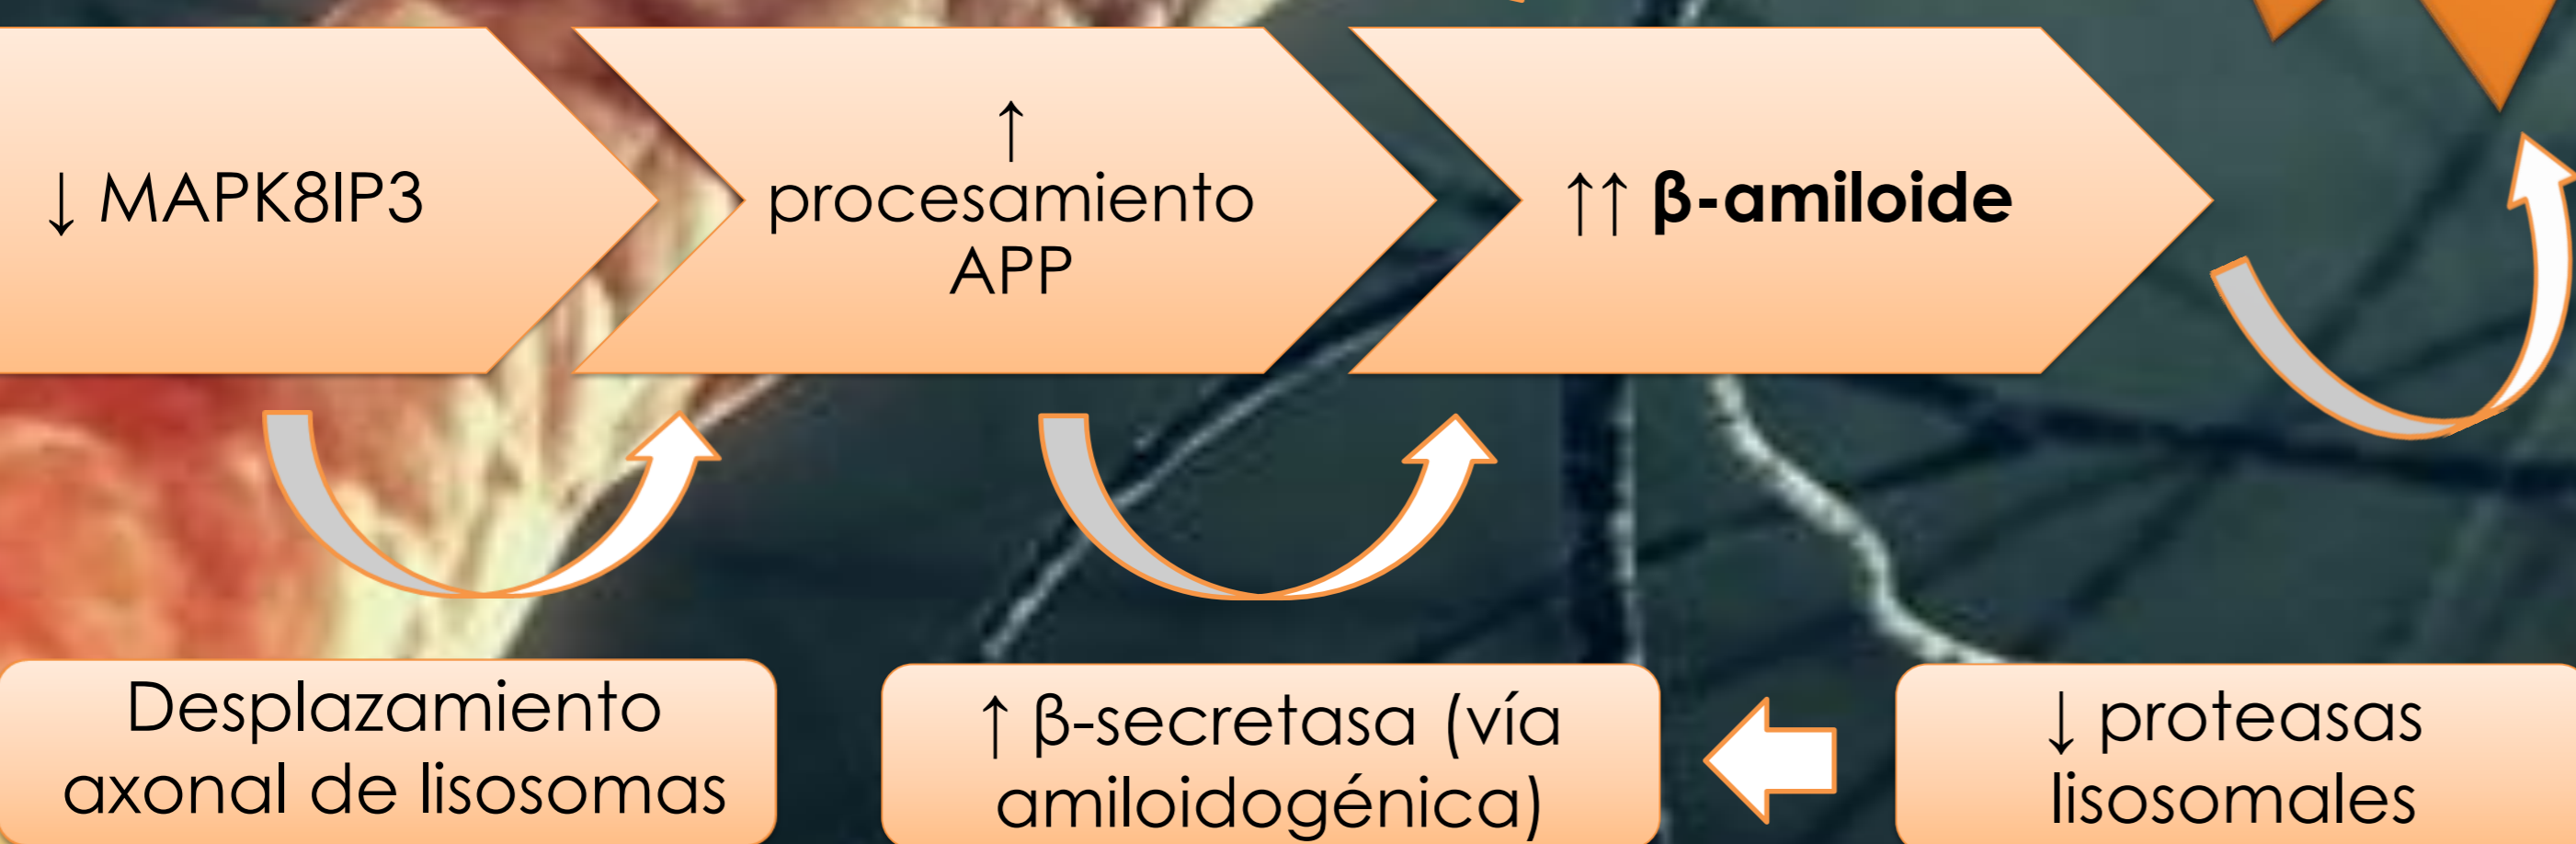 ↓ MAPK8IP3
↑
procesamiento
APP
↑↑ β-amiloide
Desplazamiento
axonal de lisosomas
↑ β-secretasa (vía
amiloidogénica)
↓ proteasas
lisosomales